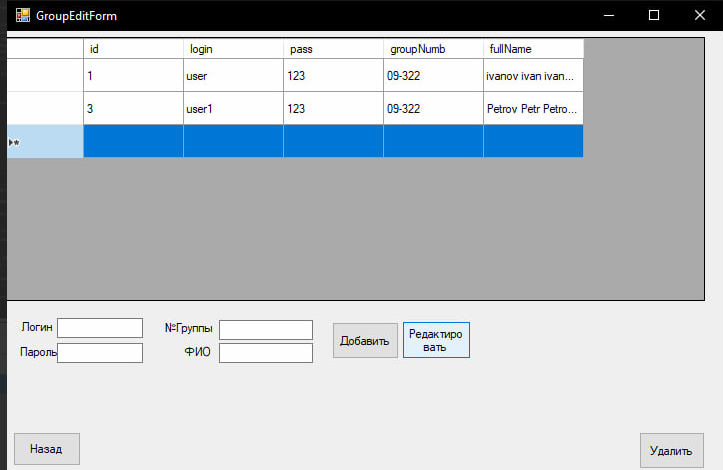 GroupEditForm
id login pass groupNumb fullName
1 user 123 09-322 ivanov ivan ivan...
3 user1 123 09-322 Petrov Petr Petro...
Логин
№Группы
Добавить
Редактиро
вать
Пароль
ФИО
Назад
Удалить